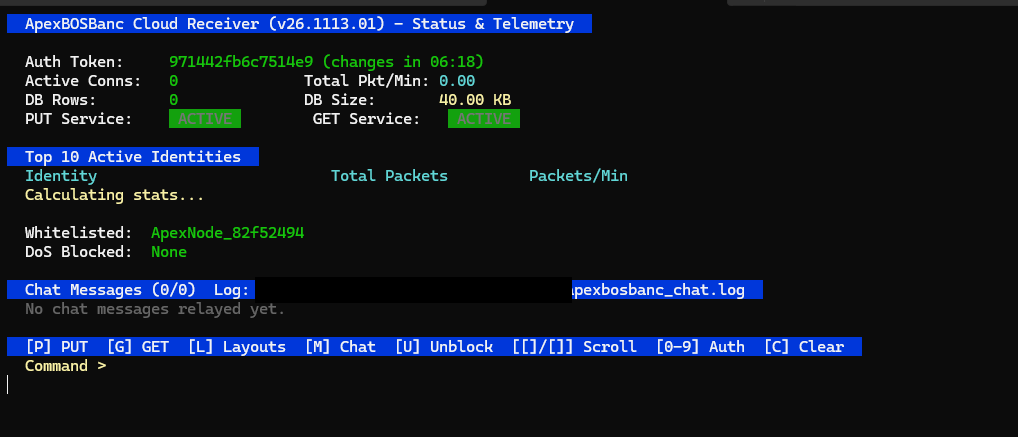 ApexBOSBanc Cloud Receiver (v26.1113.01) - Status & Telemetry
Auth Token: 971442fb6c7514e9 (changes in 06:18)
Active Conns: 0 Total Pkt/Min: 0.00
DB Rows: 0 DB Size: 40.00 KB
PUT Service: ACTIVE GET Service: ACTIVE
Top 10 Active Identities
Identity Total Packets Packets/Min
Calculating stats...
Whitelisted: ApexNode_82f52494
DoS Blocked: None
Chat Messages (0/0) Log: apexbosbanc_chat.log
No chat messages relayed yet.
[P] PUT [G] GET [L] Layouts [M] Chat [U] Unblock [[]/[]] Scroll [0-9] Auth [C] Clear
Command >